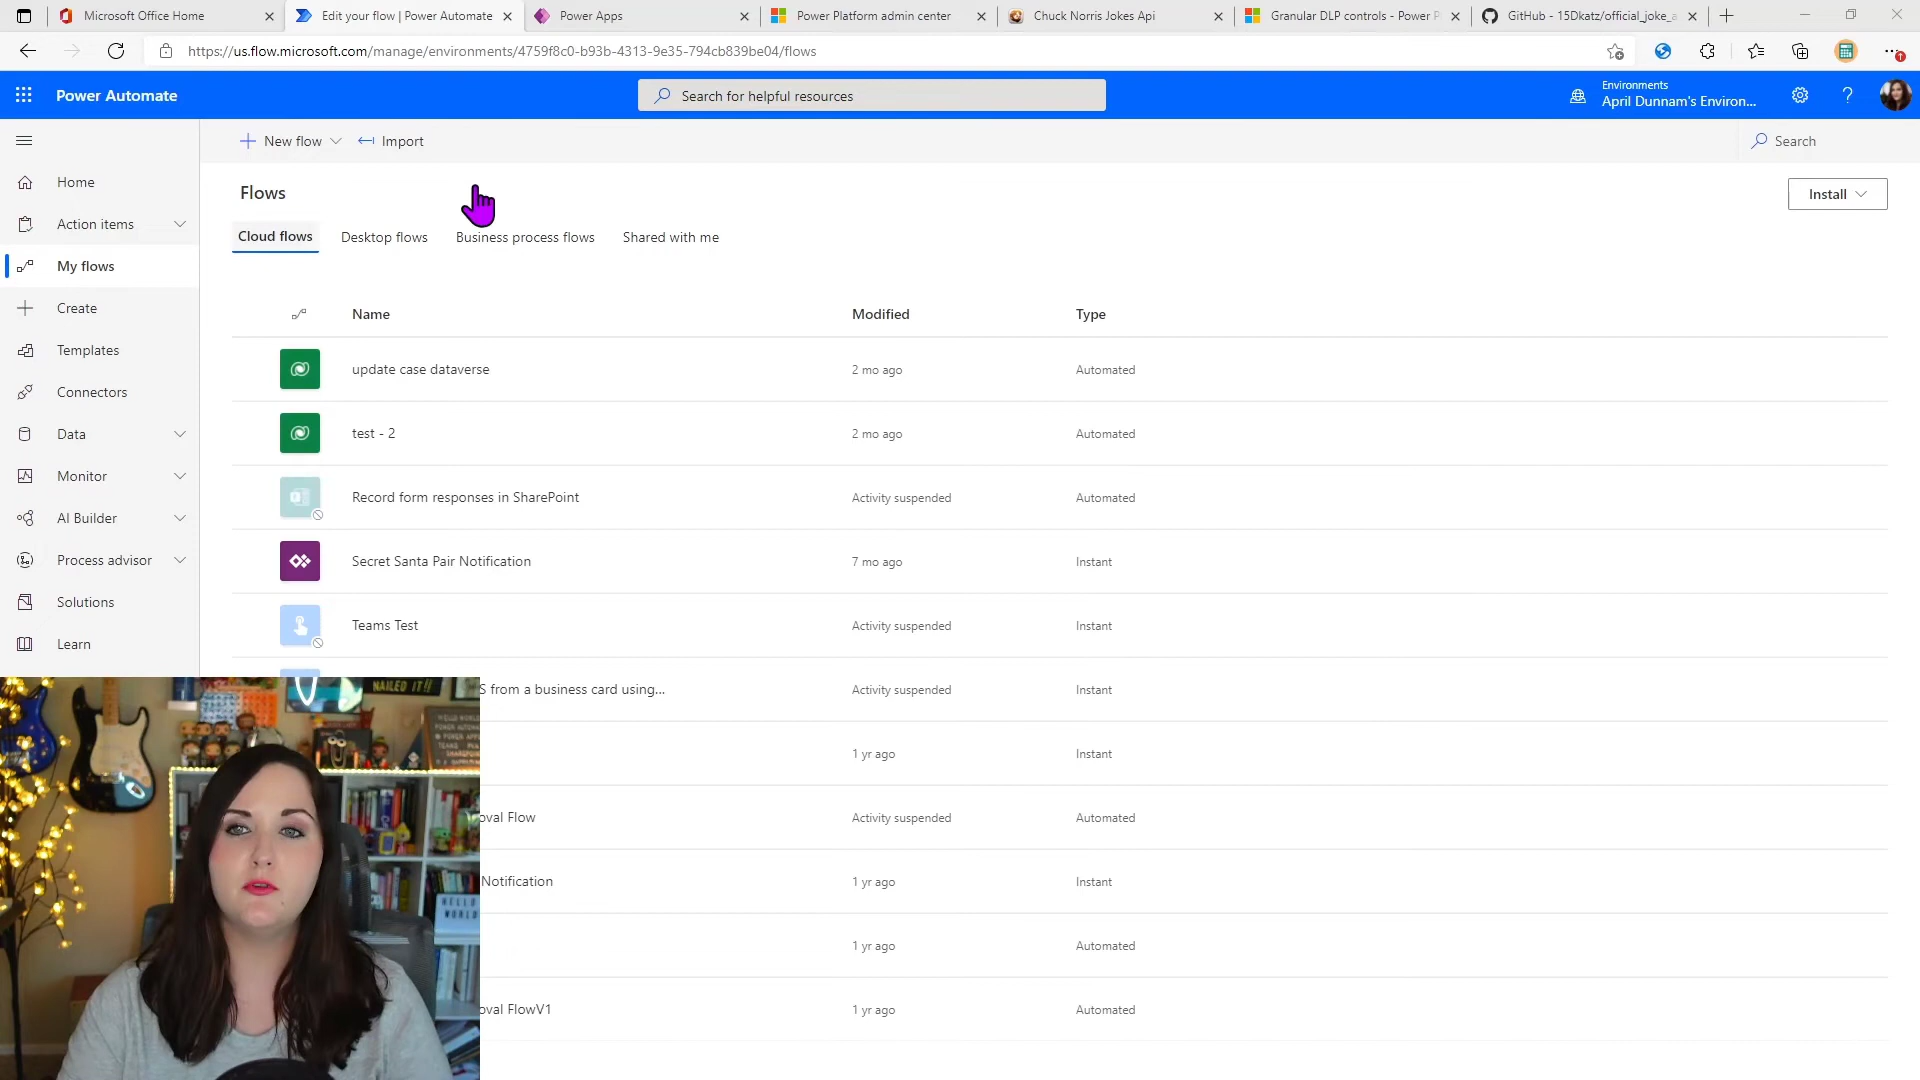 Microsoft Office Home
Edit your flow | Power Automate
Power Apps
Power Platform admin center
Chuck Norris Jokes Api
Granular DLP controls - Power P
GitHub - 15Dkatz/official_joke_a
https://us.flow.microsoft.com/manage/environments/4759f8c0-b93b-4313-9e35-794cb839be04/flows
Power Automate
Search for helpful resources
Environments
April Dunnam's Environ...
?
New flow
Import
Search
Home
Action items
My flows
Create
Templates
Connectors
Data
Monitor
AI Builder
Process advisor
Solutions
Learn
Flows
Install
Cloud flows
Desktop flows
Business process flows
Shared with me
Name Modified Type
update case dataverse 2 mo ago Automated
test - 2 2 mo ago Automated
Record form responses in SharePoint Activity suspended Automated
Secret Santa Pair Notification 7 mo ago Instant
Teams Test Activity suspended Instant
S from a business card using... Activity suspended Instant
1 yr ago Instant
oval Flow Activity suspended Automated
Notification 1 yr ago Instant
1 yr ago Automated
oval FlowV1 1 yr ago Automated
NAILED IT!!
HELLO
WORLD